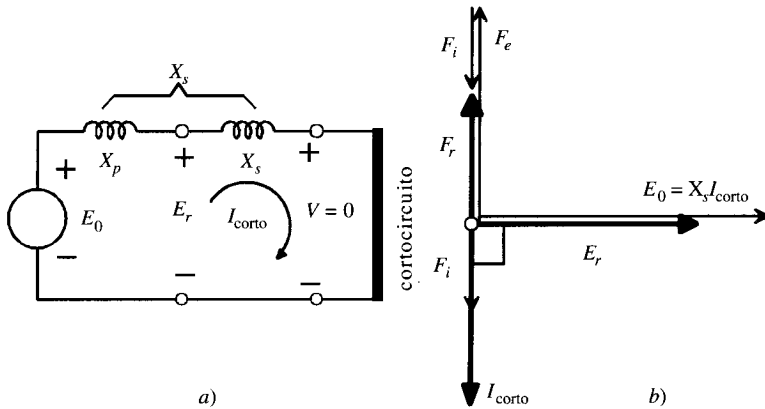 X_s
X_p
X_s
+
+
+
E_0
E_r
I_corto
V = 0
−
−
−
cortocircuito
a)
F_i
F_e
F_r
E_0 = X_s I_corto
F_i
E_r
I_corto
b)